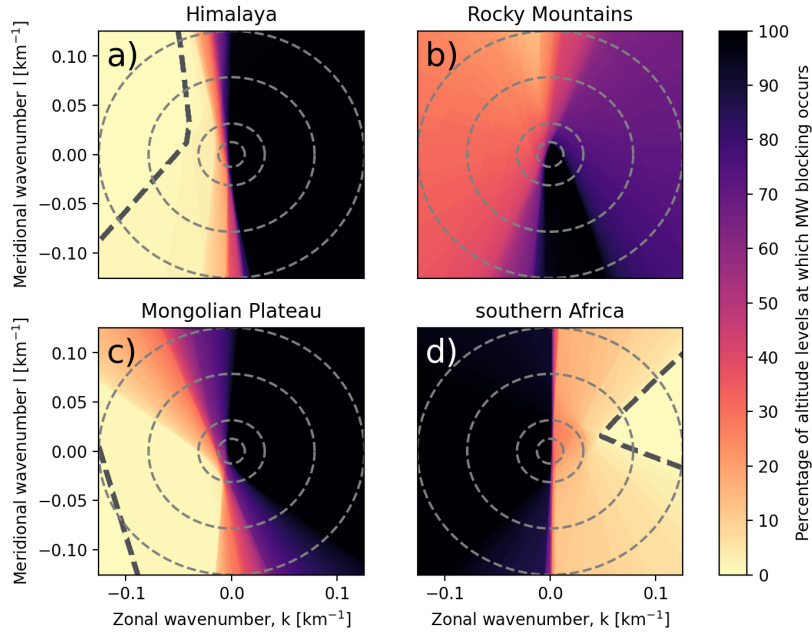 Himalaya
Rocky Mountains
a)
b)
Meridional wavenumber l [km⁻¹]
0.10
0.05
0.00
−0.05
−0.10
Mongolian Plateau
southern Africa
c)
d)
Meridional wavenumber l [km⁻¹]
0.10
0.05
0.00
−0.05
−0.10
−0.1
0.0
0.1
−0.1
0.0
0.1
Zonal wavenumber, k [km⁻¹]
Zonal wavenumber, k [km⁻¹]
100
90
80
70
60
50
40
30
20
10
0
Percentage of altitude levels at which MW blocking occurs